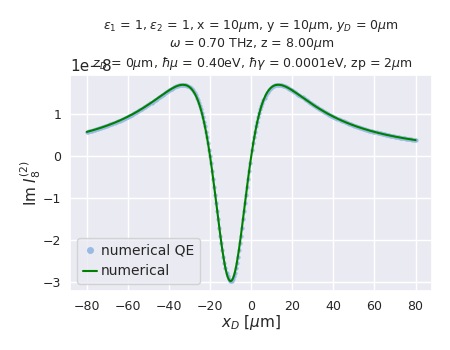 ε₁ = 1, ε₂ = 1, x = 10μm, y = 10μm, y_D = 0μm
ω = 0.70 THz, z = 8.00μm
z_D = 0μm, ħμ = 0.40eV, ħγ = 0.0001eV, zp = 2μm
1e−8
1
0
−1
−2
−3
Im I₈⁽²⁾
numerical QE
numerical
−80 −60 −40 −20 0 20 40 60 80
x_D [μm]